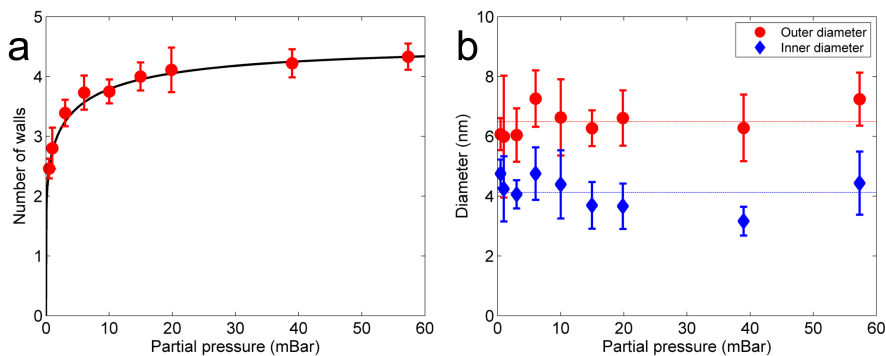 a
5
4
3
2
1
0
0 10 20 30 40 50 60
Number of walls
Partial pressure (mBar)
b
10
8
6
4
2
0
0 10 20 30 40 50 60
Diameter (nm)
Partial pressure (mBar)
Outer diameter
Inner diameter